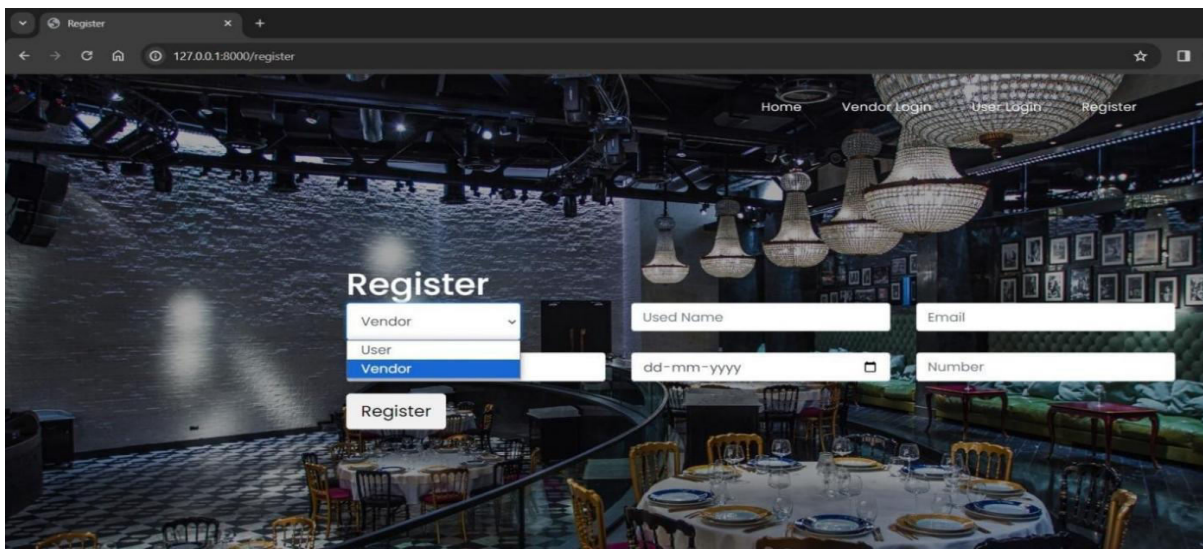 Register
127.0.0.1:8000/register
Home Vendor Login User Login Register
Register
Vendor Used Name Email
User
Vendor dd-mm-yyyy Number
Register